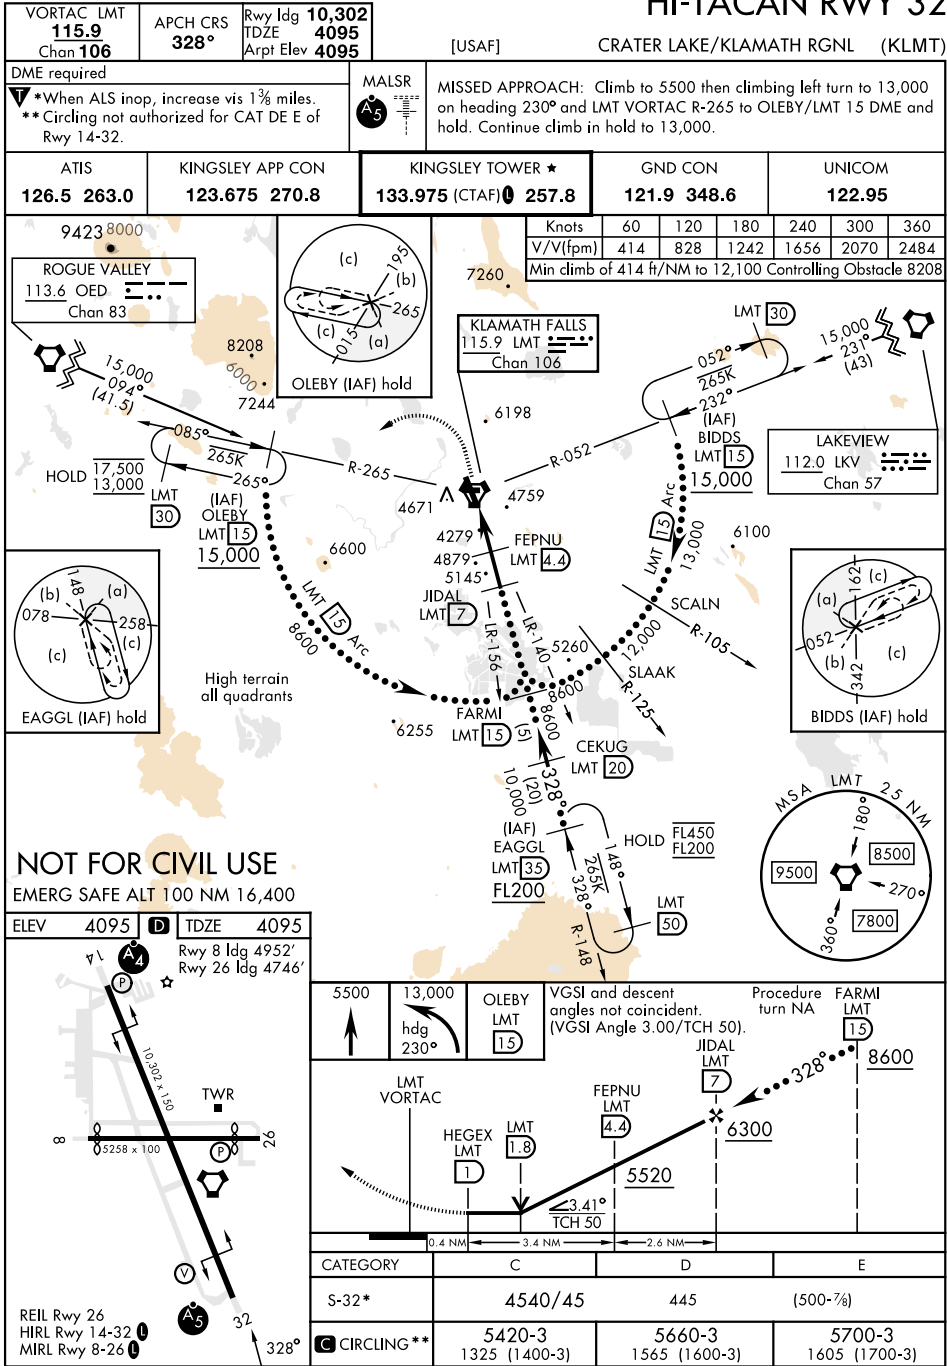 HI-TACAN RWY 32
VORTAC LMT
115.9
Chan 106
APCH CRS
328°
Rwy ldg 10,302
TDZE 4095
Arpt Elev 4095
[USAF]
CRATER LAKE/KLAMATH RGNL (KLMT)
DME required
T *When ALS inop, increase vis 1⅜ miles.
** Circling not authorized for CAT DE E of
Rwy 14-32.
MALSR
A5
MISSED APPROACH: Climb to 5500 then climbing left turn to 13,000
on heading 230° and LMT VORTAC R-265 to OLEBY/LMT 15 DME and
hold. Continue climb in hold to 13,000.
ATIS
126.5 263.0
KINGSLEY APP CON
123.675 270.8
KINGSLEY TOWER ★
133.975 (CTAF) L 257.8
GND CON
121.9 348.6
UNICOM
122.95
Knots 60 120 180 240 300 360
V/V(fpm) 414 828 1242 1656 2070 2484
Min climb of 414 ft/NM to 12,100 Controlling Obstacle 8208
9423
8000
ROGUE VALLEY
113.6 OED
Chan 83
(c)
195
(b)
265
(c)
(a)
015
OLEBY (IAF) hold
7260
KLAMATH FALLS
115.9 LMT
Chan 106
LMT 30
15,000
231°
(43)
052°
265K
232°
(IAF)
BIDDS
LMT 15
15,000
LAKEVIEW
112.0 LKV
Chan 57
8208
6000
7244
15,000
094°
(41.5)
085°
265K
265°
HOLD 17,500
13,000
LMT
30
(IAF)
OLEBY
LMT 15
15,000
R-265
R-052
6198
4671
4759
4279
4879
5145
FEPNU
LMT 4.4
JIDAL
LMT 7
6600
LMT 15 Arc
8600
LMT 15 Arc
13,000
6100
SCALN
R-105
12,000
SLAAK
R-125
5260
LR-156
LR-140
8600
8600
FARMI
LMT 15
(5)
6255
High terrain
all quadrants
148
(b)
(a)
078
258
(c)
(c)
EAGGL (IAF) hold
162
(c)
(a)
052
(b)
(c)
342
BIDDS (IAF) hold
CEKUG
LMT 20
328°
(20)
10,000
(IAF)
EAGGL
LMT 35
FL200
148°
265K
328°
R-148
HOLD FL450
FL200
LMT
50
MSA LMT 25 NM
180°
8500
9500
270°
7800
360°
NOT FOR CIVIL USE
EMERG SAFE ALT 100 NM 16,400
ELEV 4095 D TDZE 4095
Rwy 8 ldg 4952'
Rwy 26 ldg 4746'
A4
14
P
10,302 x 150
TWR
8
5258 x 100
26
P
V
A5
32
328°
REIL Rwy 26
HIRL Rwy 14-32 L
MIRL Rwy 8-26 L
5500
13,000
hdg
230°
OLEBY
LMT
15
VGSI and descent
angles not coincident.
(VGSI Angle 3.00/TCH 50).
Procedure
turn NA
FARMI
LMT
15
8600
328°
JIDAL
LMT
7
6300
FEPNU
LMT
4.4
5520
LMT
VORTAC
HEGEX
LMT
1
LMT
1.8
V
3.41°
TCH 50
0.4 NM
3.4 NM
2.6 NM
CATEGORY C D E
S-32* 4540/45 445 (500-⅞)
C CIRCLING** 5420-3 5660-3 5700-3
1325 (1400-3) 1565 (1600-3) 1605 (1700-3)